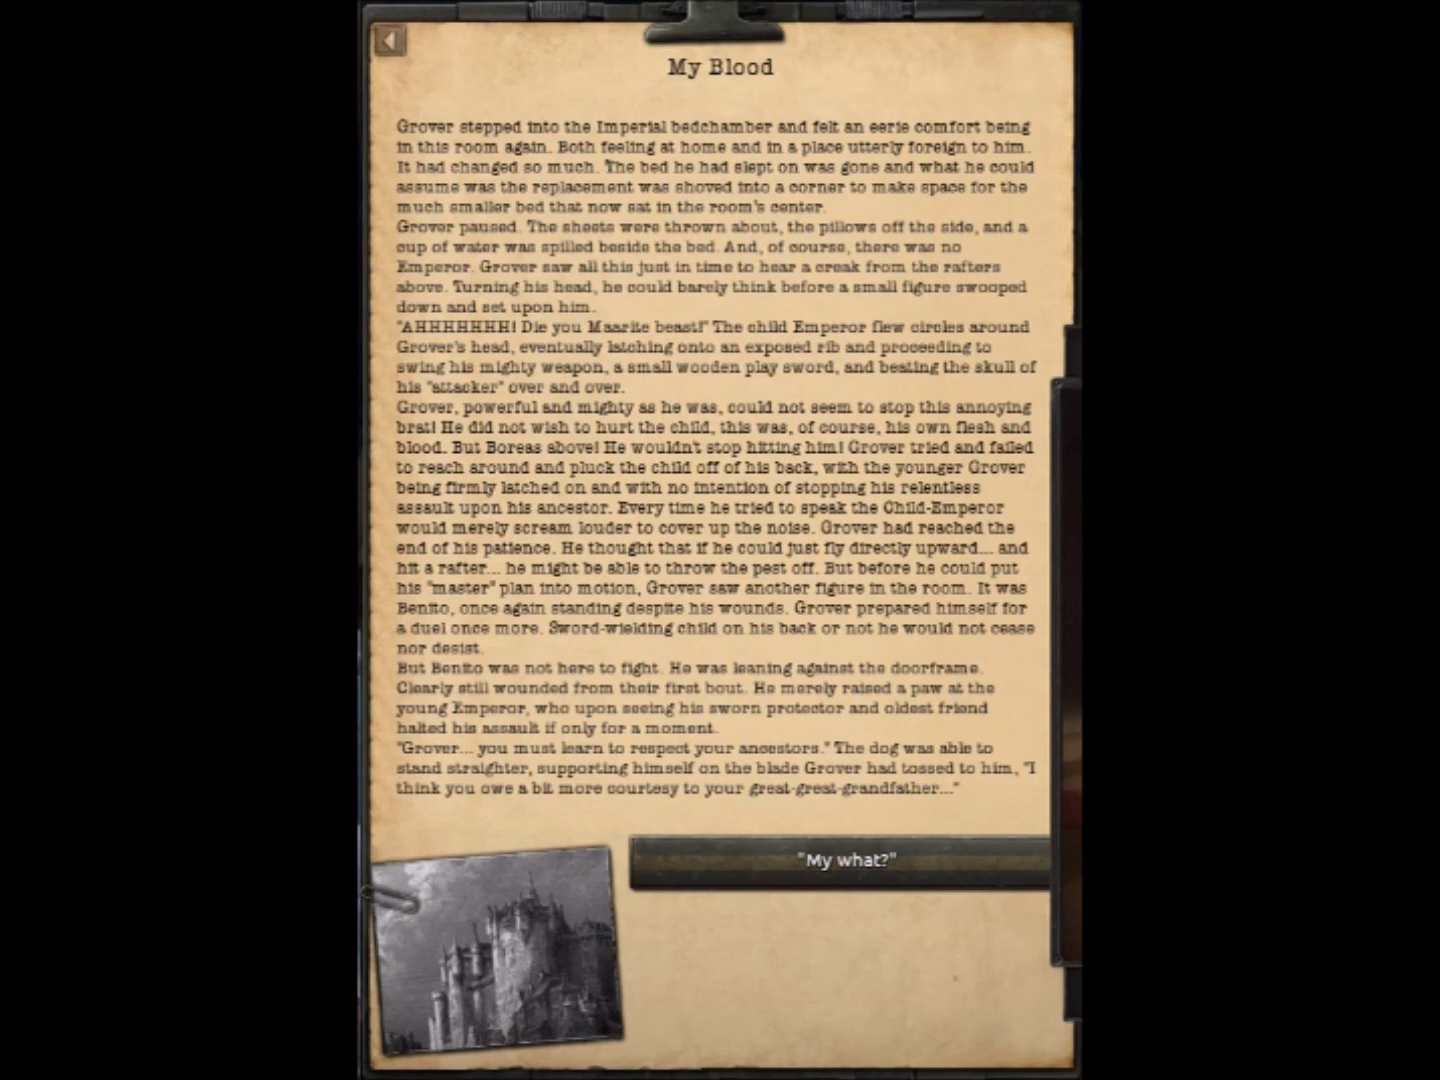 My Blood
Grover stepped into the Imperial bedchamber and felt an eerie comfort being
in this room again. Both feeling at home and in a place utterly foreign to him.
It had changed so much. The bed he had slept on was gone and what he could
assume was the replacement was shoved into a corner to make space for the
much smaller bed that now sat in the room's center.
Grover paused. The sheets were thrown about, the pillows off the side, and a
cup of water was spilled beside the bed. And, of course, there was no
Emperor. Grover saw all this just in time to hear a creak from the rafters
above. Turning his head, he could barely think before a small figure swooped
down and set upon him.
"AHHHHHHH! Die you Maarite beast!" The child Emperor flew circles around
Grover's head, eventually latching onto an exposed rib and proceeding to
swing his mighty weapon, a small wooden play sword, and beating the skull of
his "attacker" over and over.
Grover, powerful and mighty as he was, could not seem to stop this annoying
brat! He did not wish to hurt the child, this was, of course, his own flesh and
blood. But Boreas above! He wouldn't stop hitting him! Grover tried and failed
to reach around and pluck the child off of his back, with the younger Grover
being firmly latched on and with no intention of stopping his relentless
assault upon his ancestor. Every time he tried to speak the Child-Emperor
would merely scream louder to cover up the noise. Grover had reached the
end of his patience. He thought that if he could just fly directly upward... and
hit a rafter... he might be able to throw the pest off. But before he could put
his "master" plan into motion, Grover saw another figure in the room. It was
Benito, once again standing despite his wounds. Grover prepared himself for
a duel once more. Sword-wielding child on his back or not he would not cease
nor desist.
But Benito was not here to fight. He was leaning against the doorframe.
Clearly still wounded from their first bout. He merely raised a paw at the
young Emperor, who upon seeing his sworn protector and oldest friend
halted his assault if only for a moment.
"Grover... you must learn to respect your ancestors." The dog was able to
stand straighter, supporting himself on the blade Grover had tossed to him, "I
think you owe a bit more courtesy to your great-great-grandfather..."
"My what?"